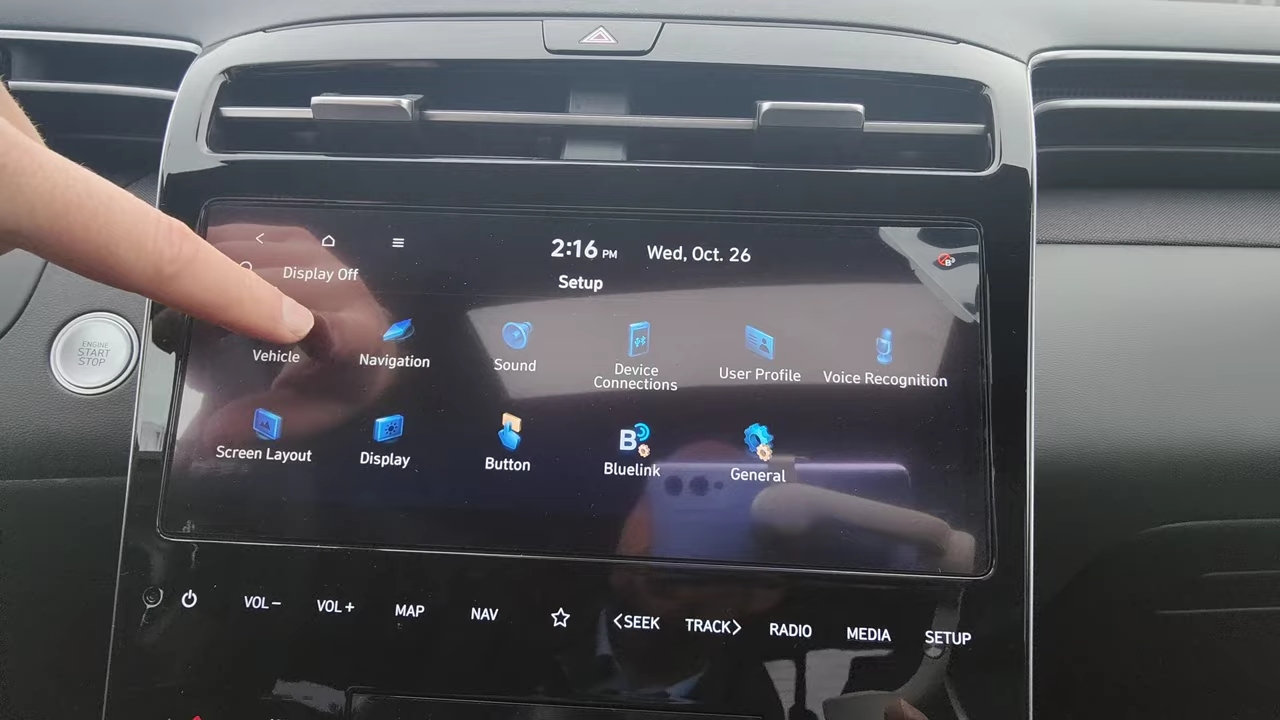 2:16 PM Wed, Oct. 26
Display Off
Setup
ENGINE
START
STOP
Vehicle
Navigation
Sound
Device
Connections
User Profile
Voice Recognition
Screen Layout
Display
Button
B
Bluelink
General
VOL− VOL+ MAP NAV <SEEK TRACK> RADIO MEDIA SETUP